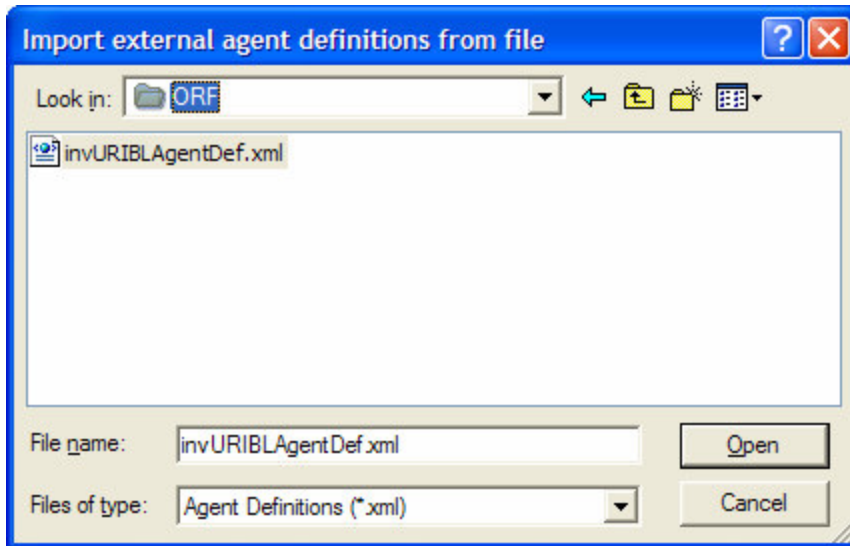 Import external agent definitions from file
Look in: ORF
invURIBLAgentDef.xml
File name: invURIBLAgentDef.xml Open
Files of type: Agent Definitions (*.xml) Cancel